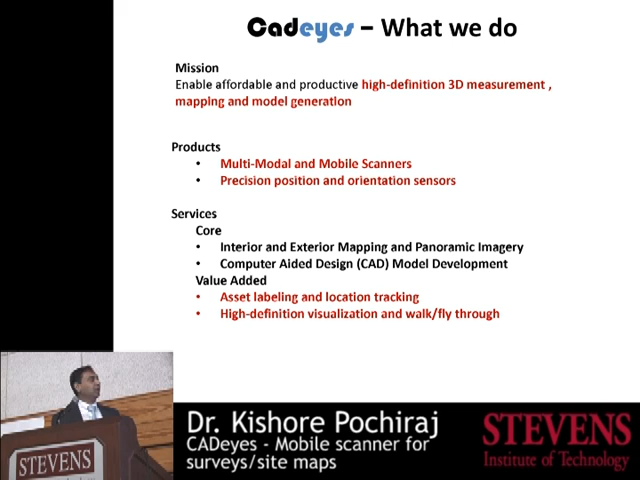 Cadeyes – What we do
Mission
Enable affordable and productive high-definition 3D measurement ,
mapping and model generation
Products
• Multi-Modal and Mobile Scanners
• Precision position and orientation sensors
Services
Core
• Interior and Exterior Mapping and Panoramic Imagery
• Computer Aided Design (CAD) Model Development
Value Added
• Asset labeling and location tracking
• High-definition visualization and walk/fly through
STEVENS
Dr. Kishore Pochiraj
CADeyes - Mobile scanner for
surveys/site maps
STEVENS
Institute of Technology